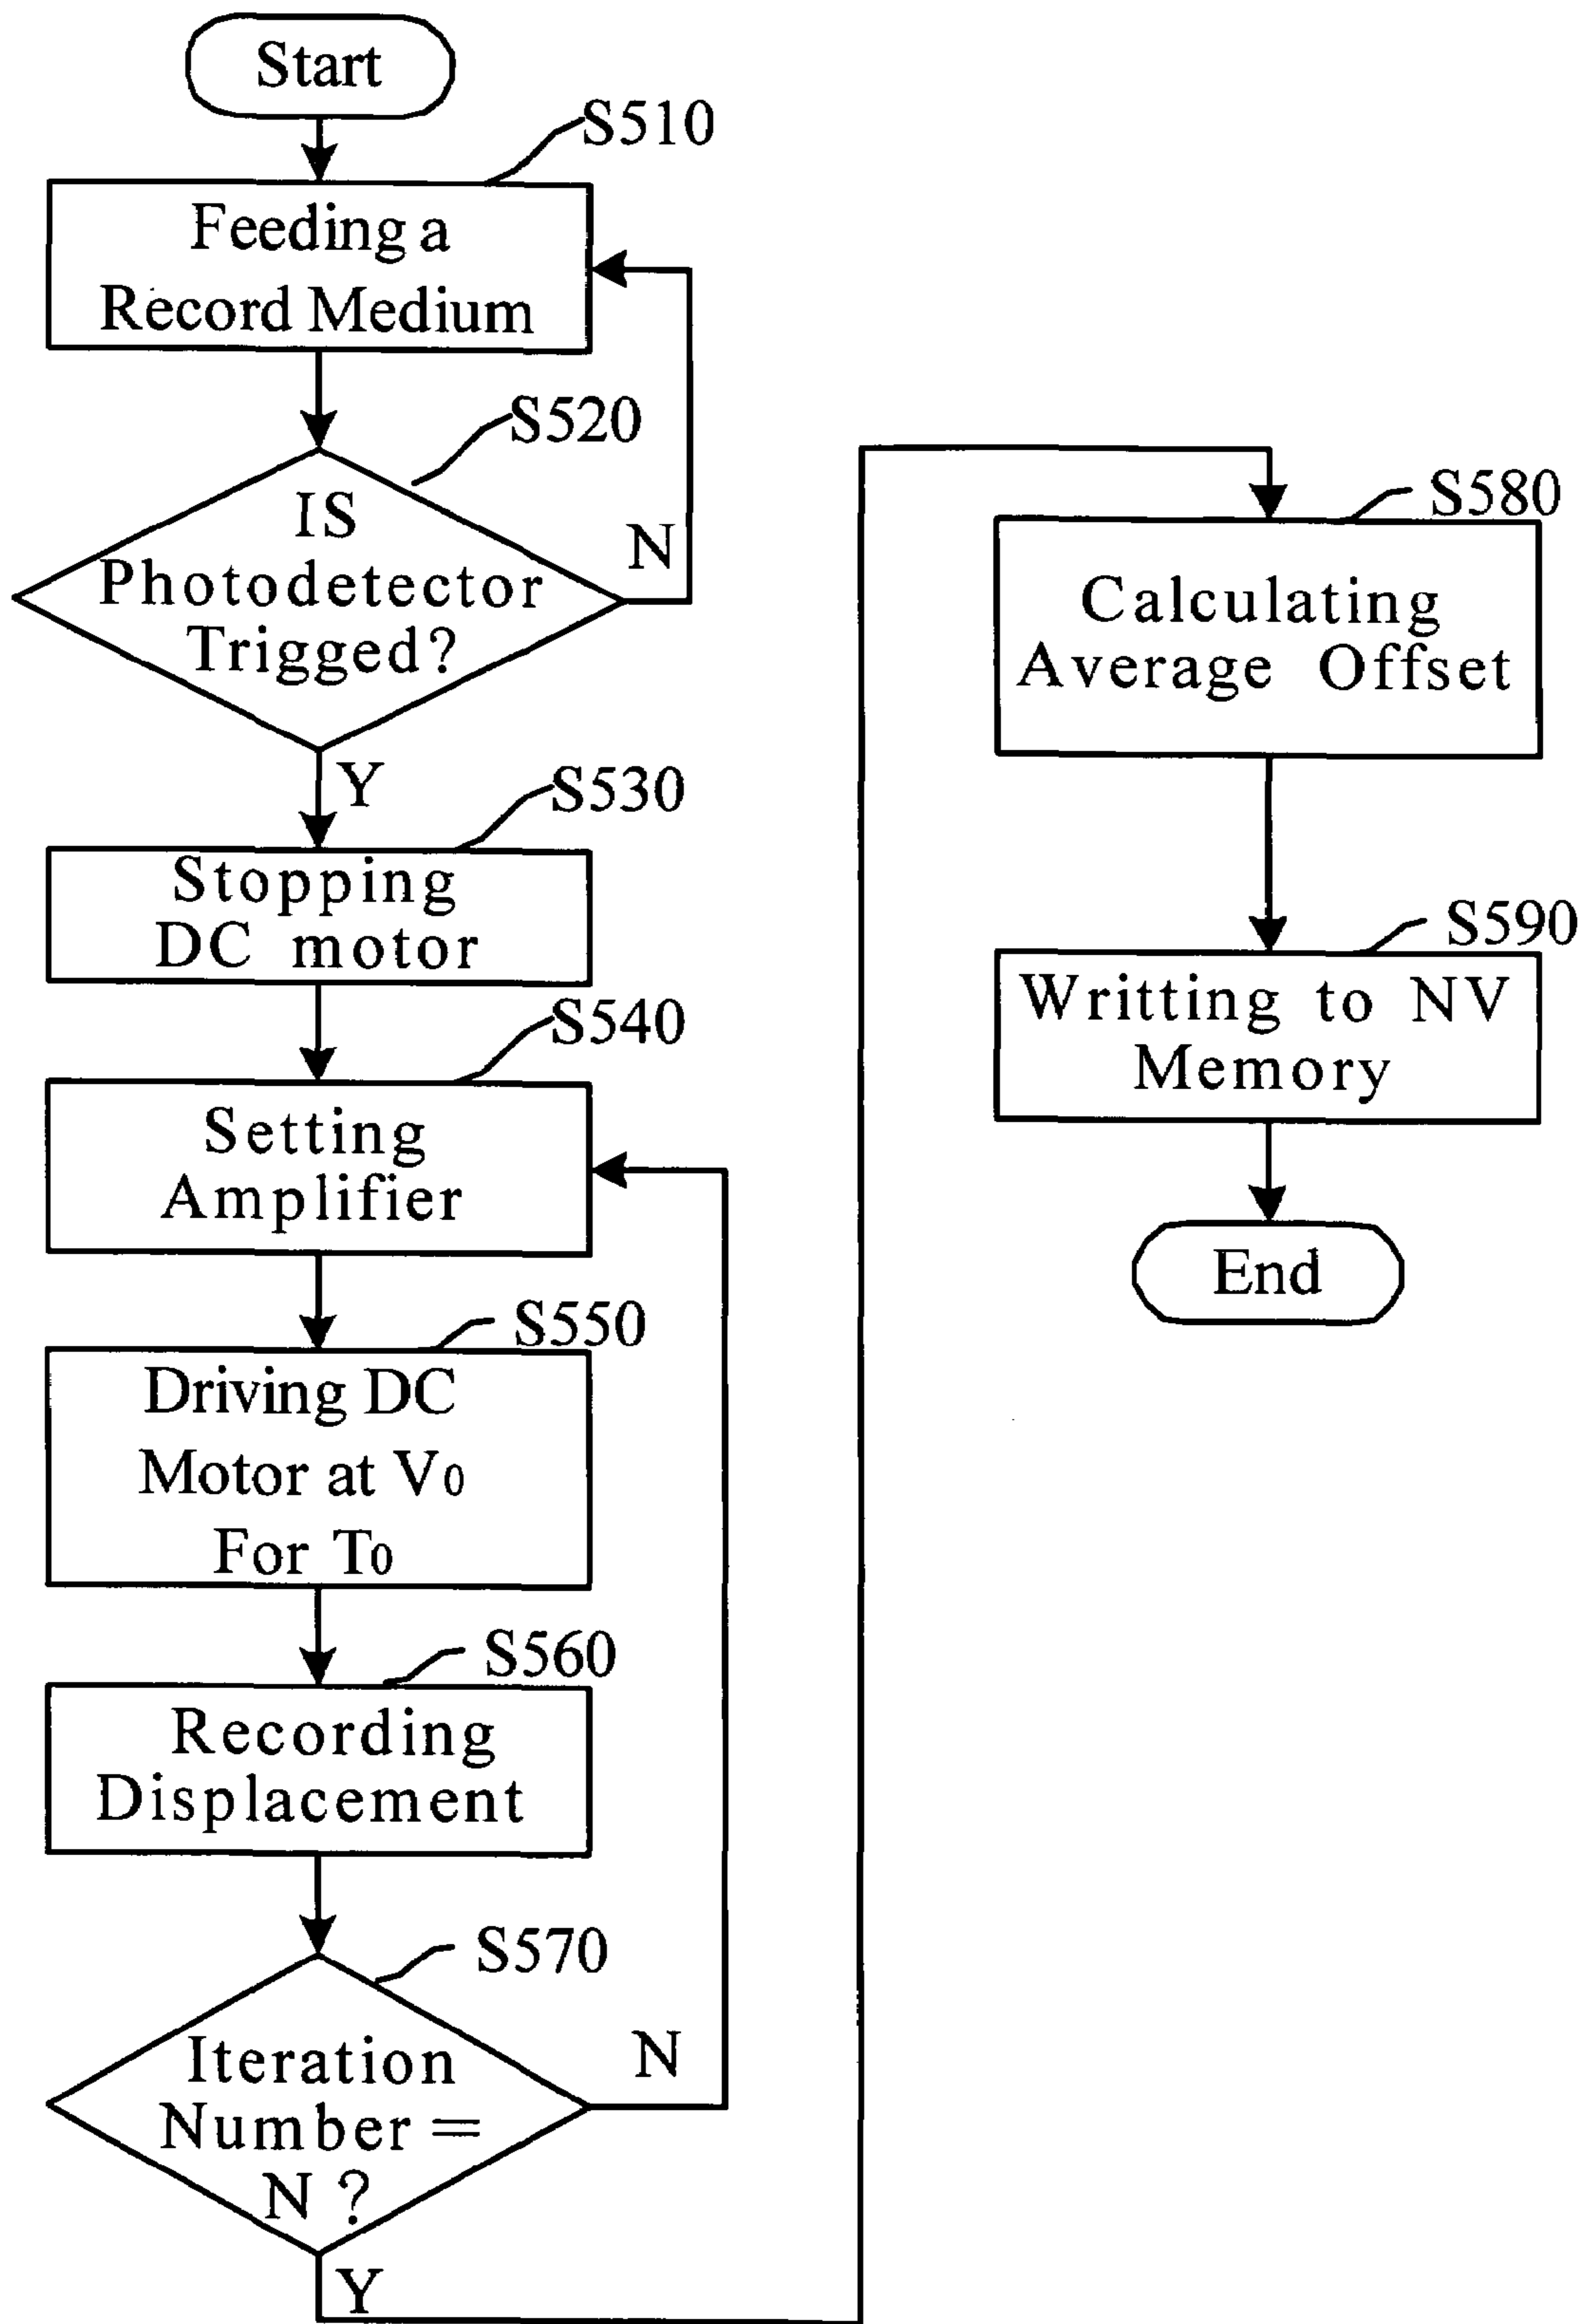 Start
S510
Feeding a
Record Medium
S520
IS
Photodetector
Trigged?
N
Y
S530
Stopping
DC motor
S540
Setting
Amplifier
S550
Driving DC
Motor at V0
For T0
S560
Recording
Displacement
S570
Iteration
Number =
N ?
N
Y
S580
Calculating
Average Offset
S590
Writting to NV
Memory
End